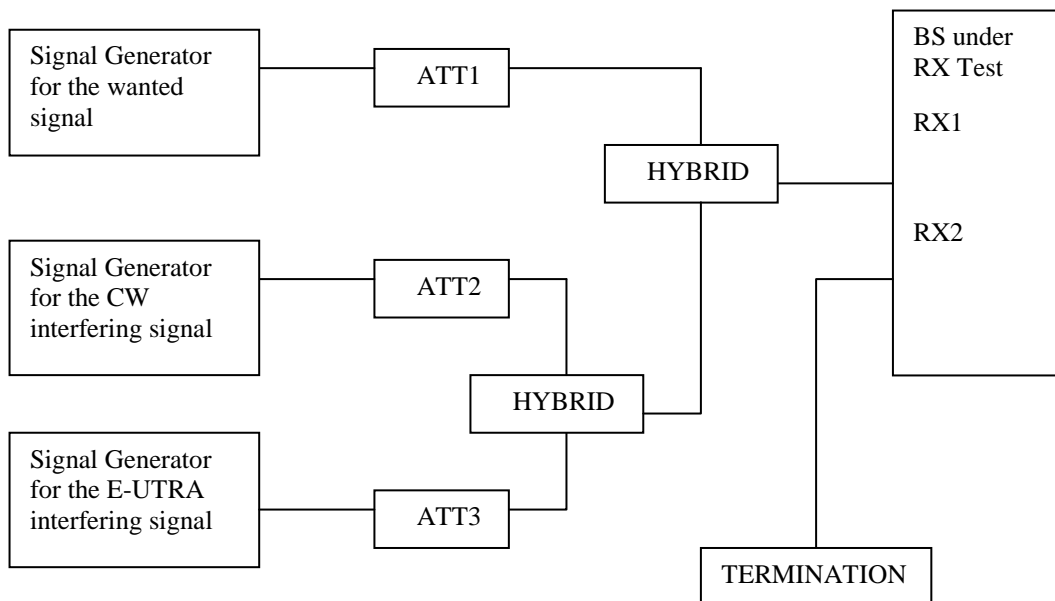 Signal Generator
for the wanted
signal
ATT1
HYBRID
BS under
RX Test
RX1
RX2
Signal Generator
for the CW
interfering signal
ATT2
HYBRID
Signal Generator
for the E-UTRA
interfering signal
ATT3
TERMINATION